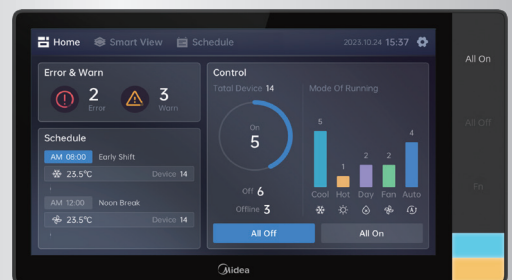 Home
Smart View
Schedule
2023.10.24 15:37
All On
Error & Warn
2
Error
3
Warn
Control
Total Device 14
Mode Of Running
On
5
5
1
2
2
4
All Off
Schedule
AM 08:00 Early Shift
23.5°C Device 14
AM 12:00 Noon Break
23.5°C Device 14
Off 6
Offline 3
Cool Hot Day Fan Auto
Fn
All Off
All On
Midea